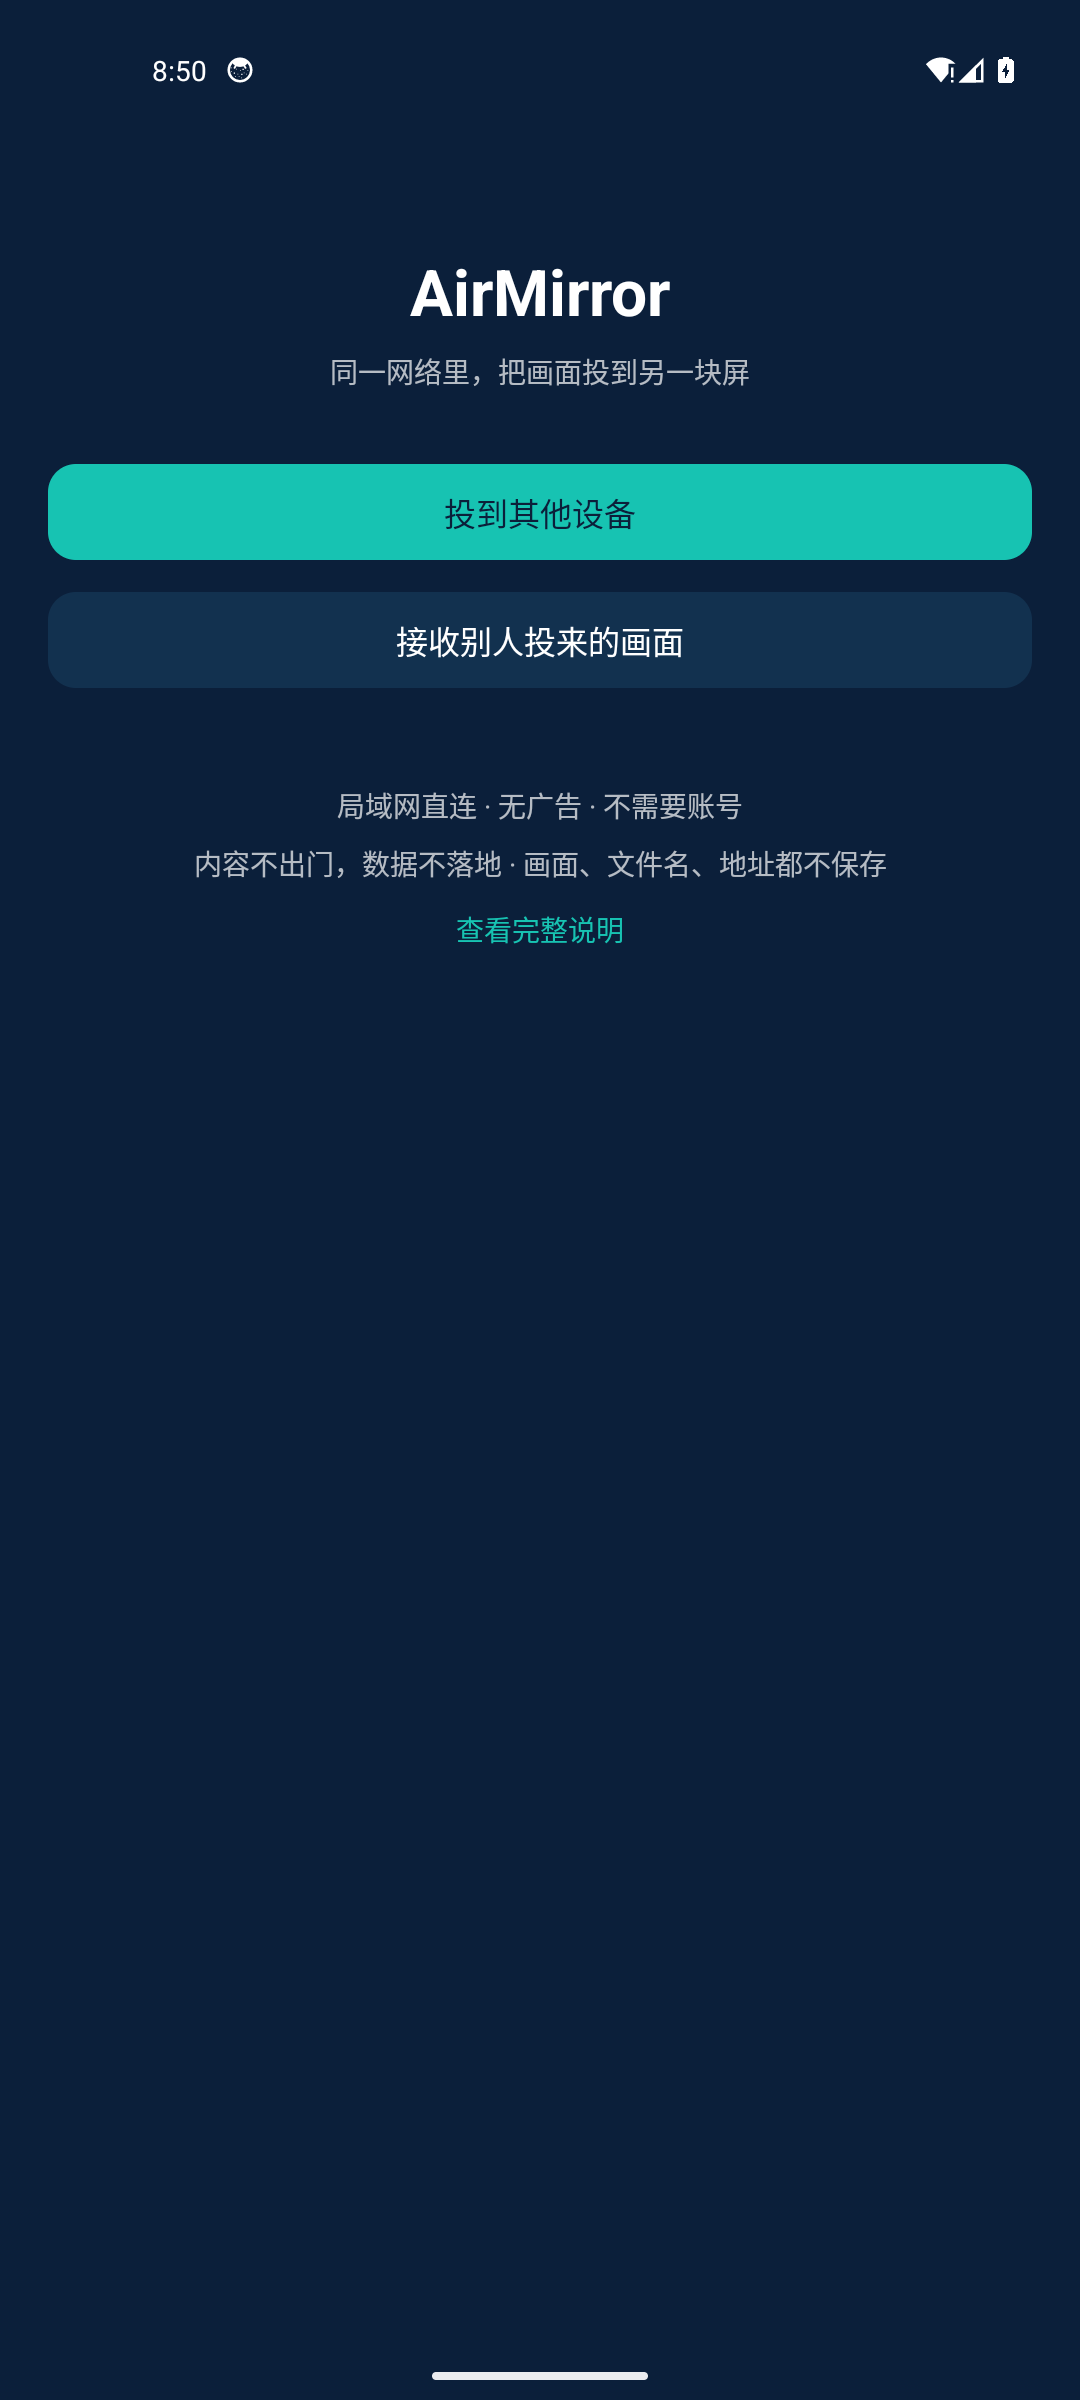 8:50
AirMirror
同一网络里，把画面投到另一块屏
投到其他设备
接收别人投来的画面
局域网直连 · 无广告 · 不需要账号
内容不出门，数据不落地 · 画面、文件名、地址都不保存
查看完整说明